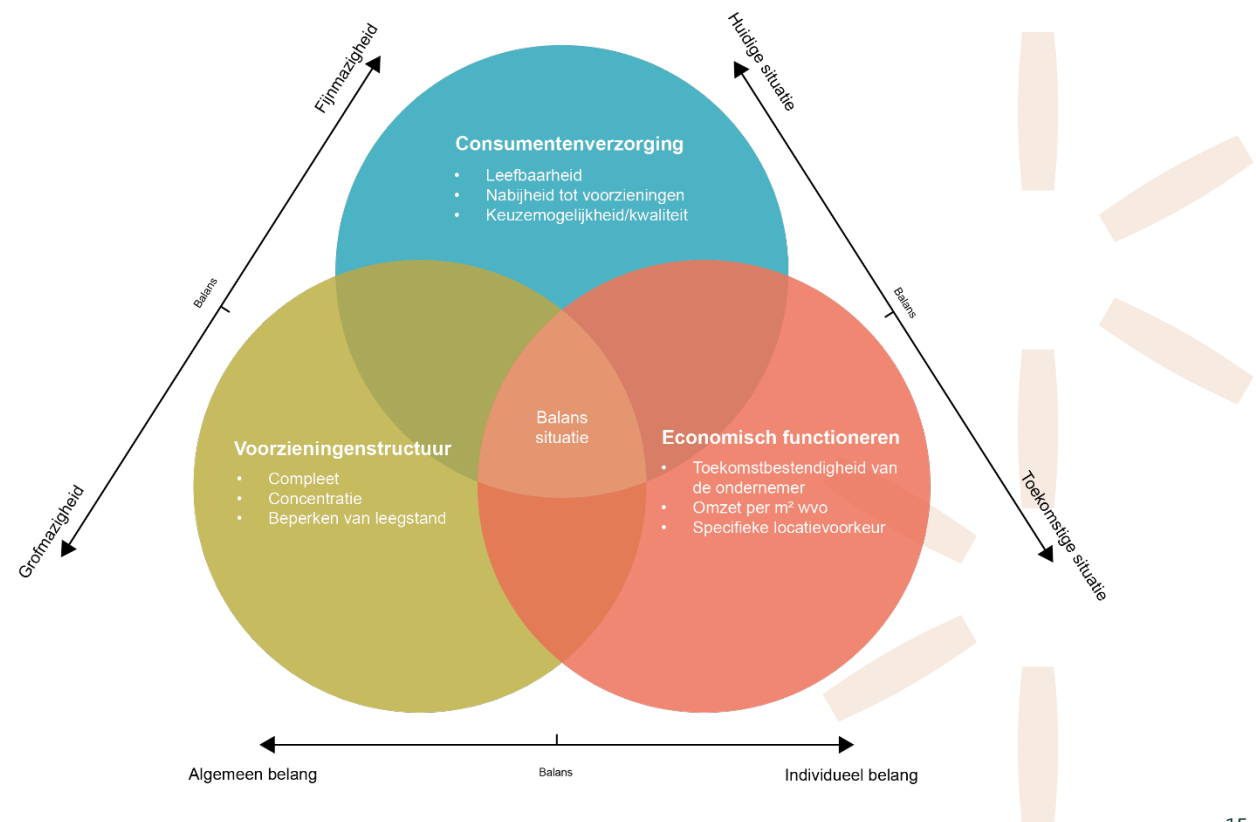 Fijnmazigheid
Balans
Grofmazigheid
Huidige situatie
Balans
Toekomstige situatie
Consumentenverzorging
• Leefbaarheid
• Nabijheid tot voorzieningen
• Keuzemogelijkheid/kwaliteit
Balans
situatie
Voorzieningenstructuur
• Compleet
• Concentratie
• Beperken van leegstand
Economisch functioneren
• Toekomstbestendigheid van
de ondernemer
• Omzet per m² wvo
• Specifieke locatievoorkeur
Algemeen belang
Balans
Individueel belang